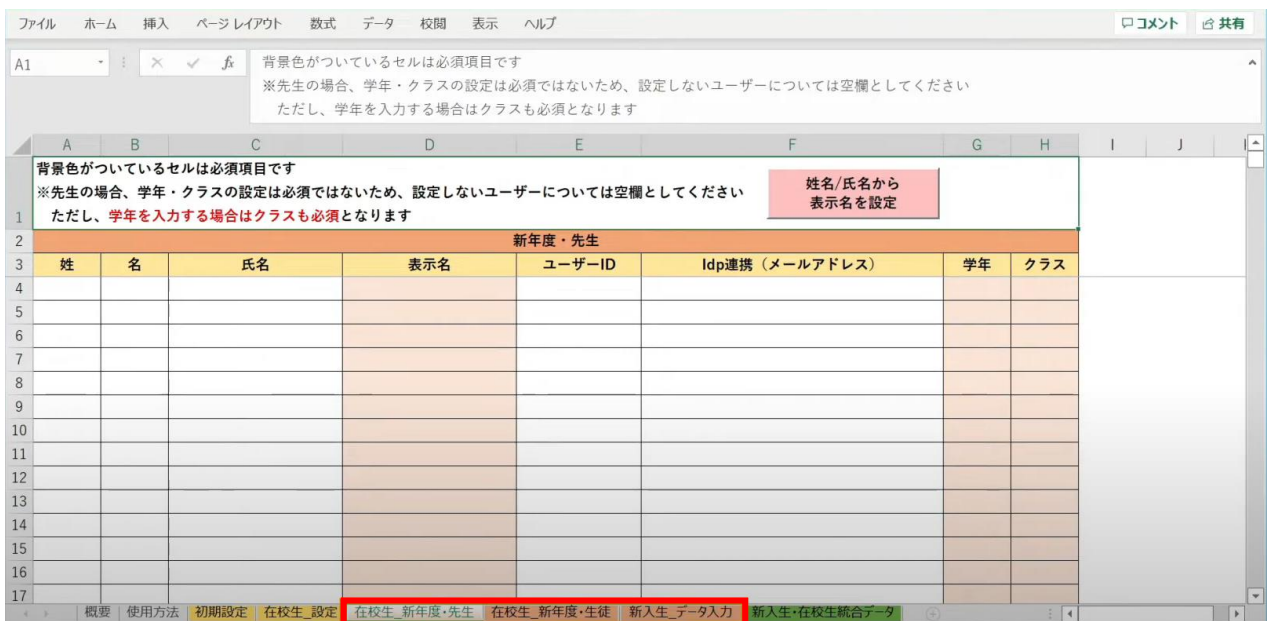 ファイル ホーム 挿入 ページ レイアウト 数式 データ 校閲 表示 ヘルプ コメント 共有
A1 fx 背景色がついているセルは必須項目です
※先生の場合、学年・クラスの設定は必須ではないため、設定しないユーザーについては空欄としてください
ただし、学年を入力する場合はクラスも必須となります
A B C D E F G H I J
背景色がついているセルは必須項目です
※先生の場合、学年・クラスの設定は必須ではないため、設定しないユーザーについては空欄としてください
ただし、学年を入力する場合はクラスも必須となります
姓名/氏名から
表示名を設定
1
2 新年度・先生
3 姓 名 氏名 表示名 ユーザーID Idp連携（メールアドレス） 学年 クラス
4
5
6
7
8
9
10
11
12
13
14
15
16
17
概要 使用方法 初期設定 在校生_設定 在校生_新年度・先生 在校生_新年度・生徒 新入生_データ入力 新入生・在校生統合データ